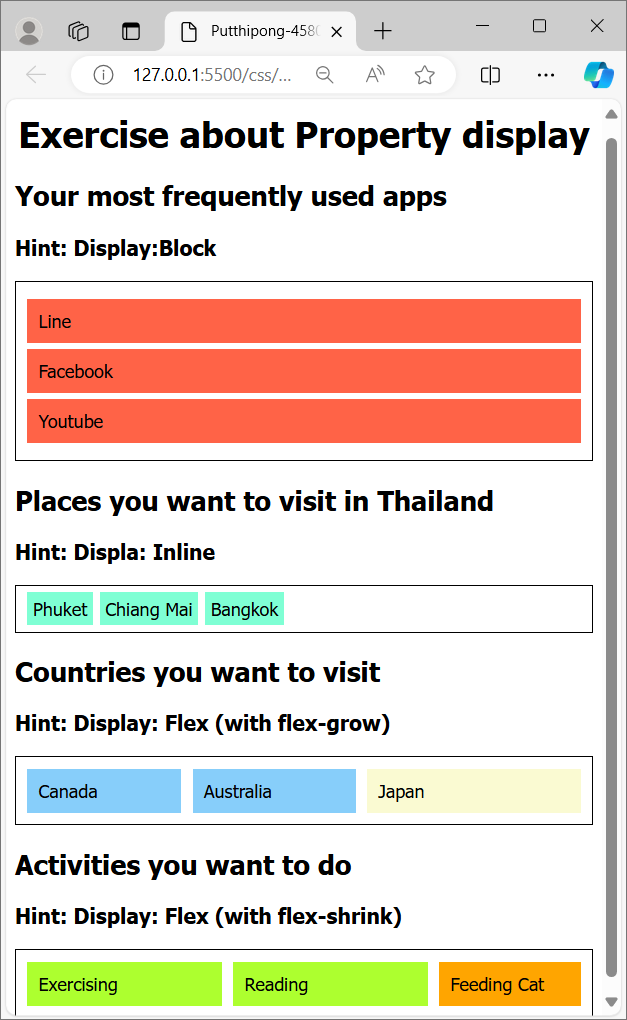 Putthipong-4580
127.0.0.1:5500/css/...
Exercise about Property display
Your most frequently used apps
Hint: Display:Block
Line
Facebook
Youtube
Places you want to visit in Thailand
Hint: Displa: Inline
Phuket Chiang Mai Bangkok
Countries you want to visit
Hint: Display: Flex (with flex-grow)
Canada Australia Japan
Activities you want to do
Hint: Display: Flex (with flex-shrink)
Exercising Reading Feeding Cat